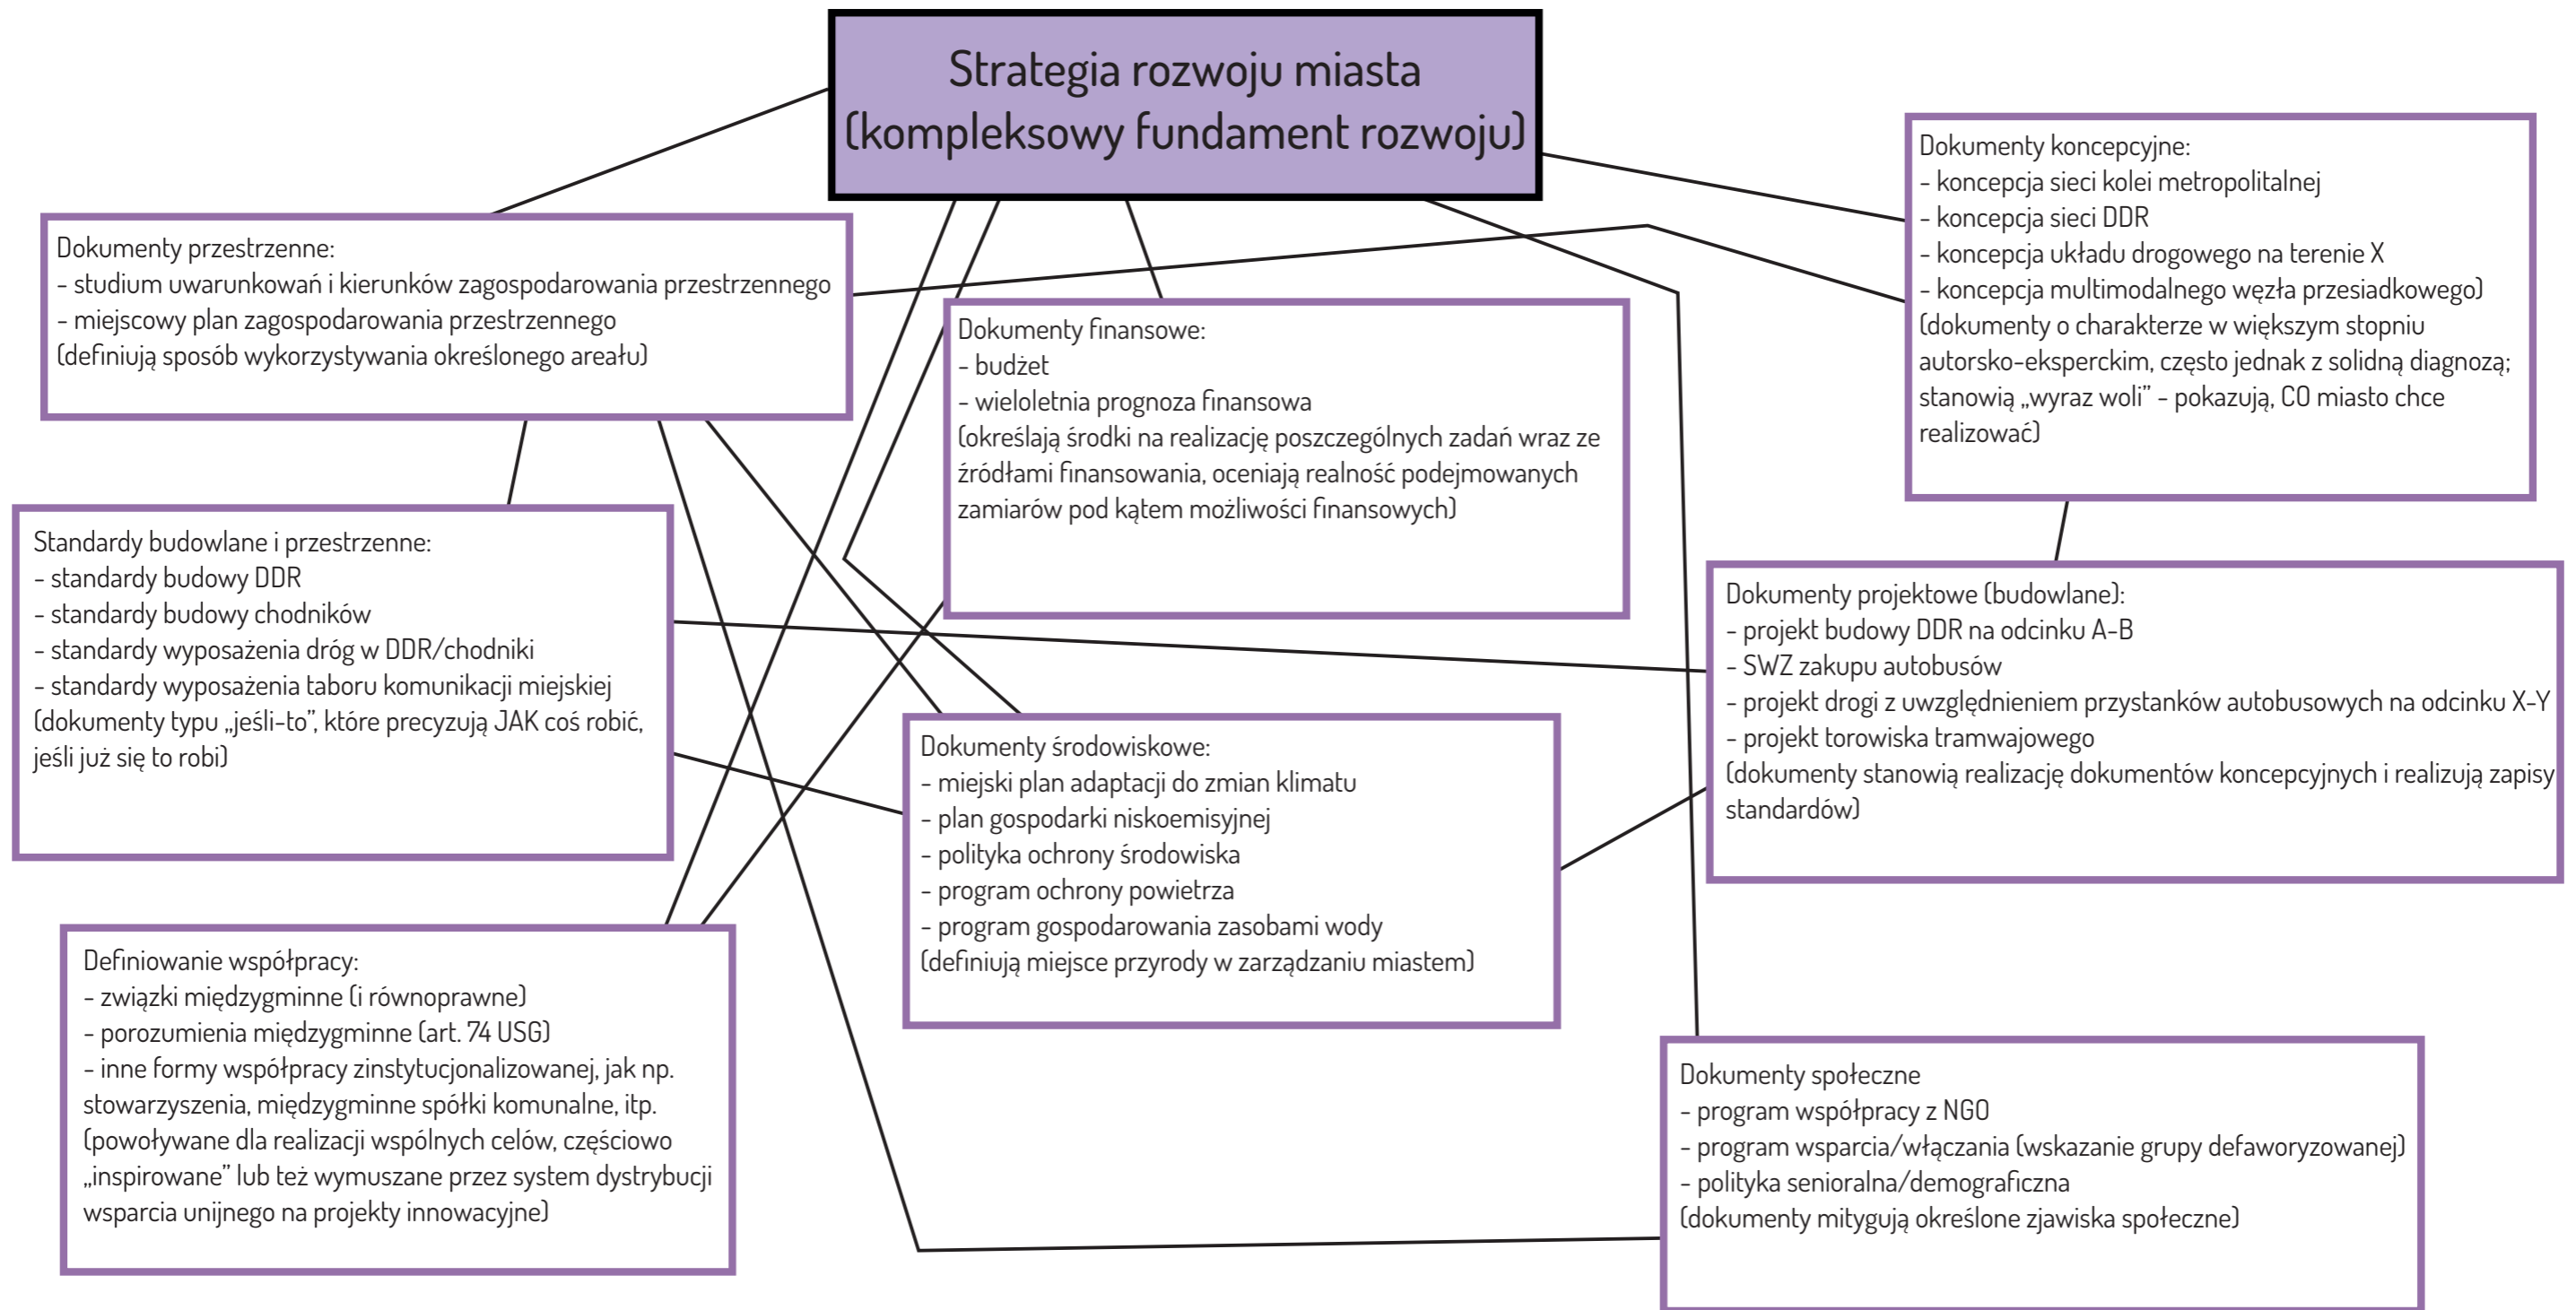 Strategia rozwoju miasta
(kompleksowy fundament rozwoju)
Dokumenty koncepcyjne:
- koncepcja sieci kolei metropolitalnej
- koncepcja sieci DDR
- koncepcja układu drogowego na terenie X
- koncepcja multimodalnego węzła przesiadkowego)
(dokumenty o charakterze w większym stopniu
autorsko-eksperckim, często jednak z solidną diagnozą;
stanowią „wyraz woli” - pokazują, CO miasto chce
realizować)
Dokumenty przestrzenne:
- studium uwarunkowań i kierunków zagospodarowania przestrzennego
- miejscowy plan zagospodarowania przestrzennego
(definiują sposób wykorzystywania określonego areału)
Dokumenty finansowe:
- budżet
- wieloletnia prognoza finansowa
(określają środki na realizację poszczególnych zadań wraz ze
źródłami finansowania, oceniają realność podejmowanych
zamiarów pod kątem możliwości finansowych)
Standardy budowlane i przestrzenne:
- standardy budowy DDR
- standardy budowy chodników
- standardy wyposażenia dróg w DDR/chodniki
- standardy wyposażenia taboru komunikacji miejskiej
(dokumenty typu „jeśli-to”, które precyzują JAK coś robić,
jeśli już się to robi)
Dokumenty projektowe (budowlane):
- projekt budowy DDR na odcinku A-B
- SWZ zakupu autobusów
- projekt drogi z uwzględnieniem przystanków autobusowych na odcinku X-Y
- projekt torowiska tramwajowego
(dokumenty stanowią realizację dokumentów koncepcyjnych i realizują zapisy
standardów)
Dokumenty środowiskowe:
- miejski plan adaptacji do zmian klimatu
- plan gospodarki niskoemisyjnej
- polityka ochrony środowiska
- program ochrony powietrza
- program gospodarowania zasobami wody
(definiują miejsce przyrody w zarządzaniu miastem)
Definiowanie współpracy:
- związki międzygminne (i równoprawne)
- porozumienia międzygminne (art. 74 USG)
- inne formy współpracy zinstytucjonalizowanej, jak np.
stowarzyszenia, międzygminne spółki komunalne, itp.
(powoływane dla realizacji wspólnych celów, częściowo
„inspirowane” lub też wymuszane przez system dystrybucji
wsparcia unijnego na projekty innowacyjne)
Dokumenty społeczne
- program współpracy z NGO
- program wsparcia/włączania (wskazanie grupy defaworyzowanej)
- polityka senioralna/demograficzna
(dokumenty mitygują określone zjawiska społeczne)